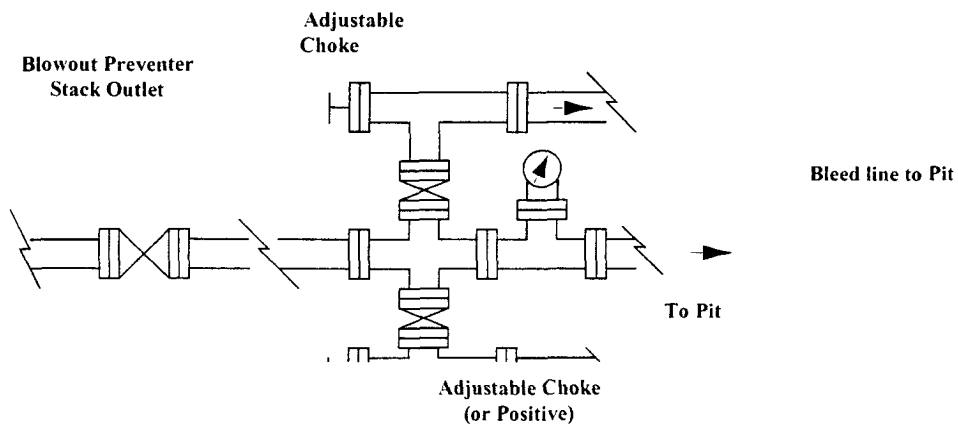 Adjustable
Choke
Blowout Preventer
Stack Outlet
Bleed line to Pit
To Pit
Adjustable Choke
(or Positive)